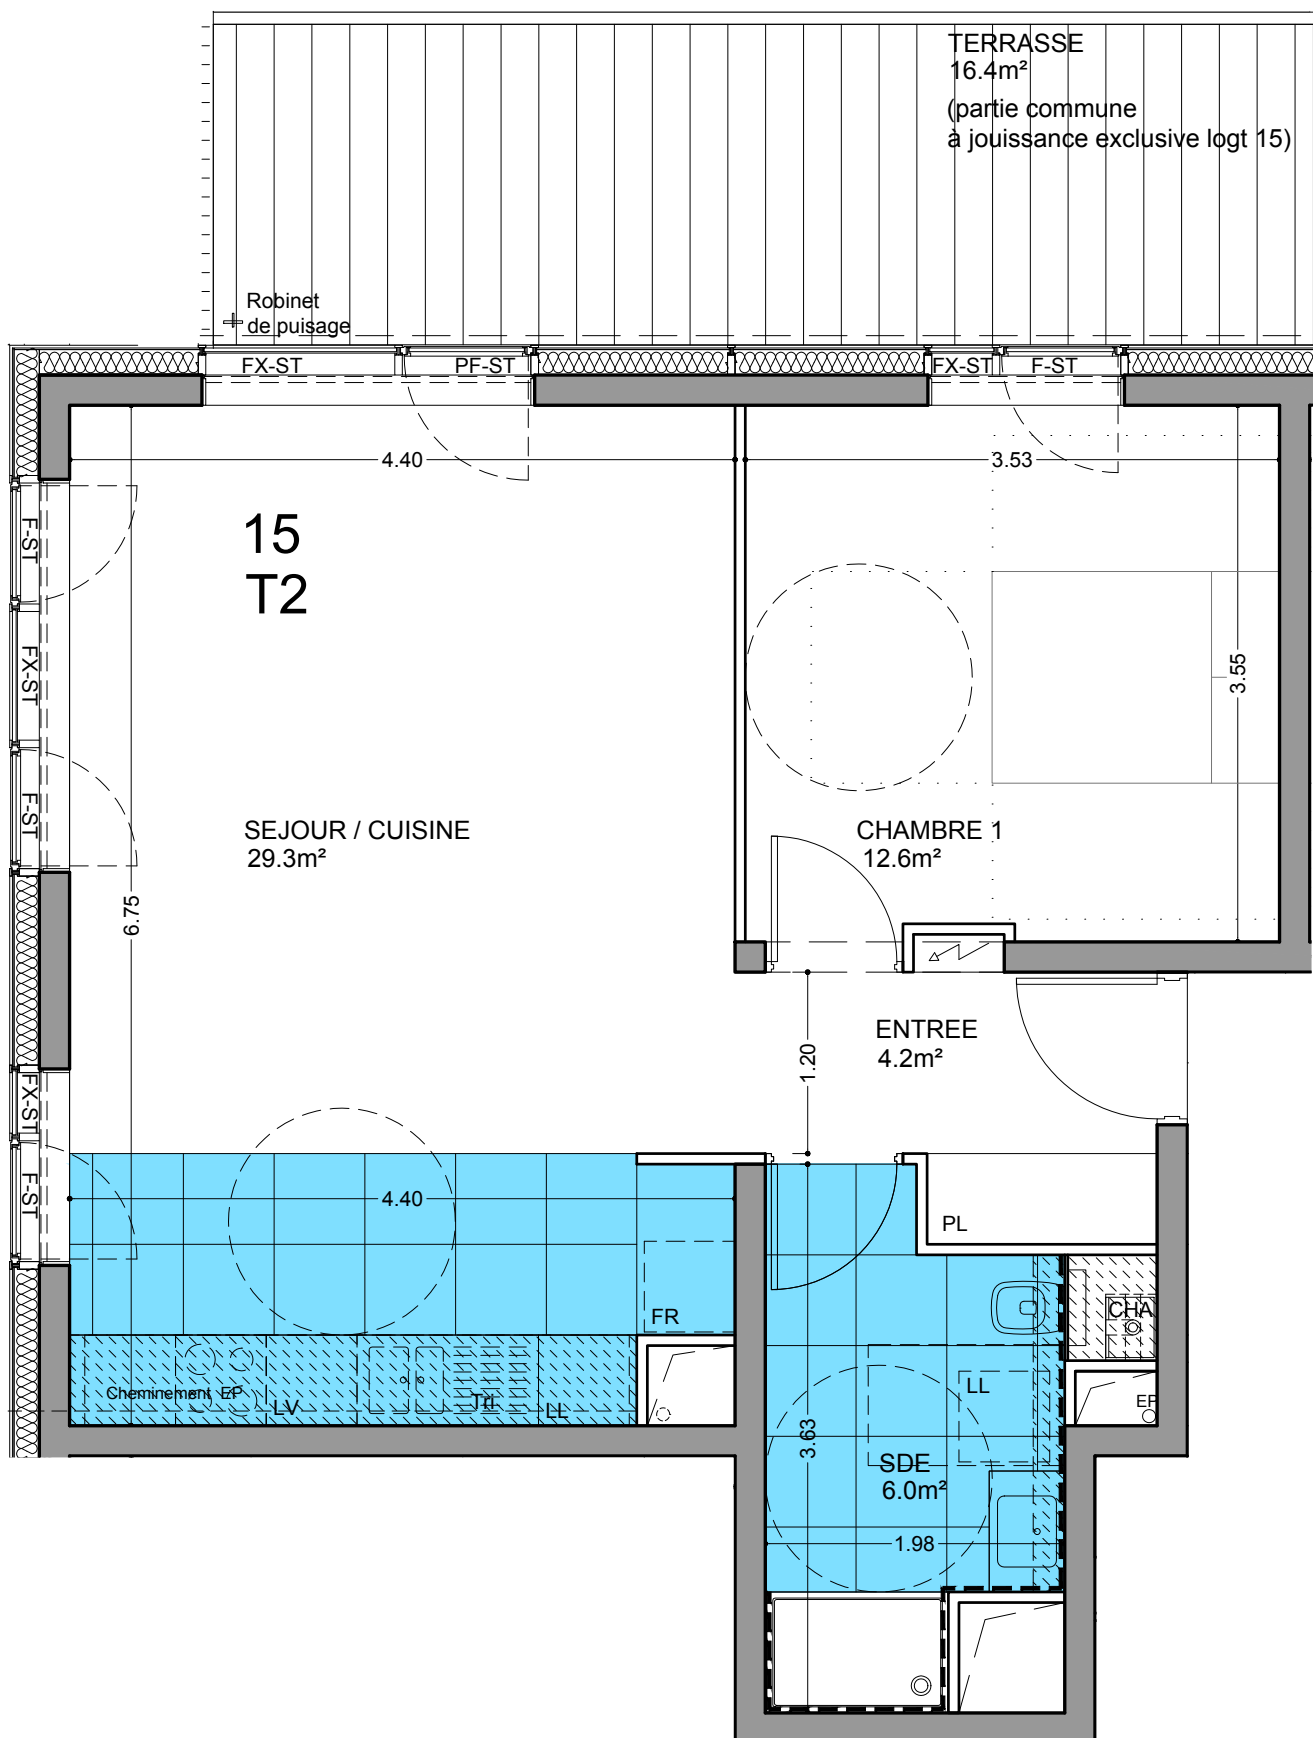 TERRASSE
16.4m²
(partie commune
à jouissance exclusive logt 15)
Robinet
de puisage
FX-ST
PF-ST
FX-ST
F-ST
4.40
3.53
15
T2
F-ST
FX-ST
F-ST
3.55
SEJOUR / CUISINE
29.3m²
CHAMBRE 1
12.6m²
6.75
ENTREE
4.2m²
1.20
FX-ST
F-ST
4.40
PL
FR
CHA
Cheminement EP
LV
Tri
LL
LL
EP
3.63
SDE
6.0m²
1.98